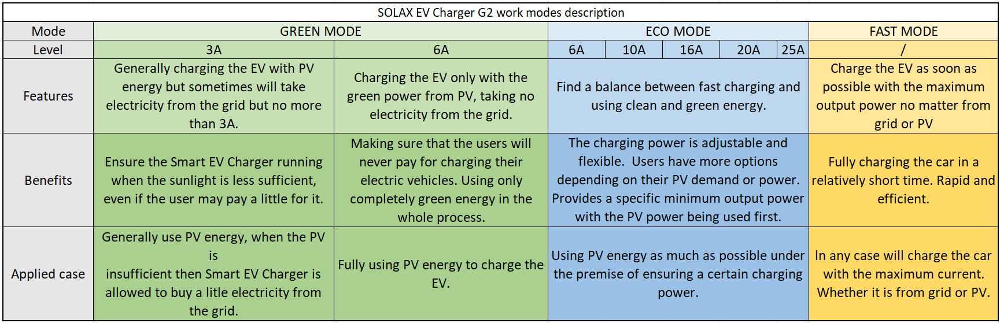 SOLAX EV Charger G2 work modes description
Mode
GREEN MODE
ECO MODE
FAST MODE
Level
3A
6A
6A
10A
16A
20A
25A
/
Features
Generally charging the EV with PV
energy but sometimes will take
electricity from the grid but no more
than 3A.
Charging the EV only with the
green power from PV, taking no
electricity from the grid.
Find a balance between fast charging and
using clean and green energy.
Charge the EV as soon as
possible with the maximum
output power no matter from
grid or PV
Benefits
Ensure the Smart EV Charger running
when the sunlight is less sufficient,
even if the user may pay a little for it.
Making sure that the users will
never pay for charging their
electric vehicles. Using only
completely green energy in the
whole process.
The charging power is adjustable and
flexible.  Users have more options
depending on their PV demand or power.
Provides a specific minimum output power
with the PV power being used first.
Fully charging the car in a
relatively short time. Rapid and
efficient.
Applied case
Generally use PV energy, when the PV
is
insufficient then Smart EV Charger is
allowed to buy a litle electricity from
the grid.
Fully using PV energy to charge the
EV.
Using PV energy as much as possible under
the premise of ensuring a certain charging
power.
In any case will charge the car
with the maximum current.
Whether it is from grid or PV.